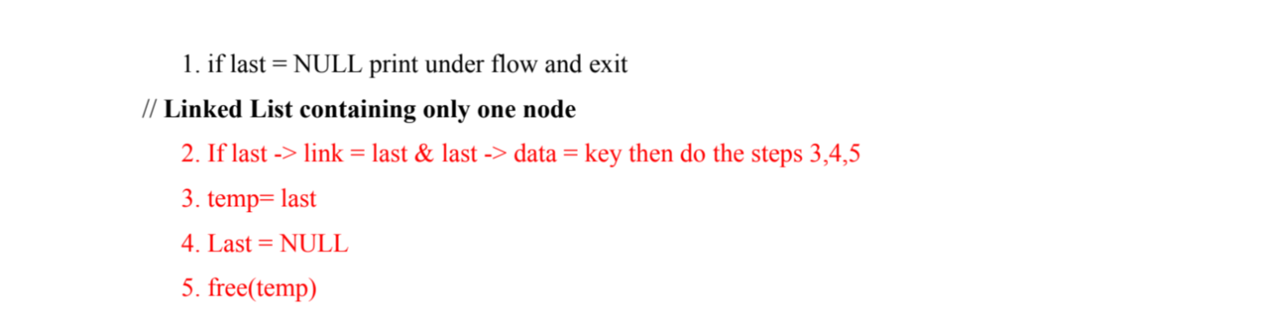 1. if last = NULL print under flow and exit
// Linked List containing only one node
2. If last -> link = last & last -> data = key then do the steps 3,4,5
3. temp= last
4. Last = NULL
5. free(temp)